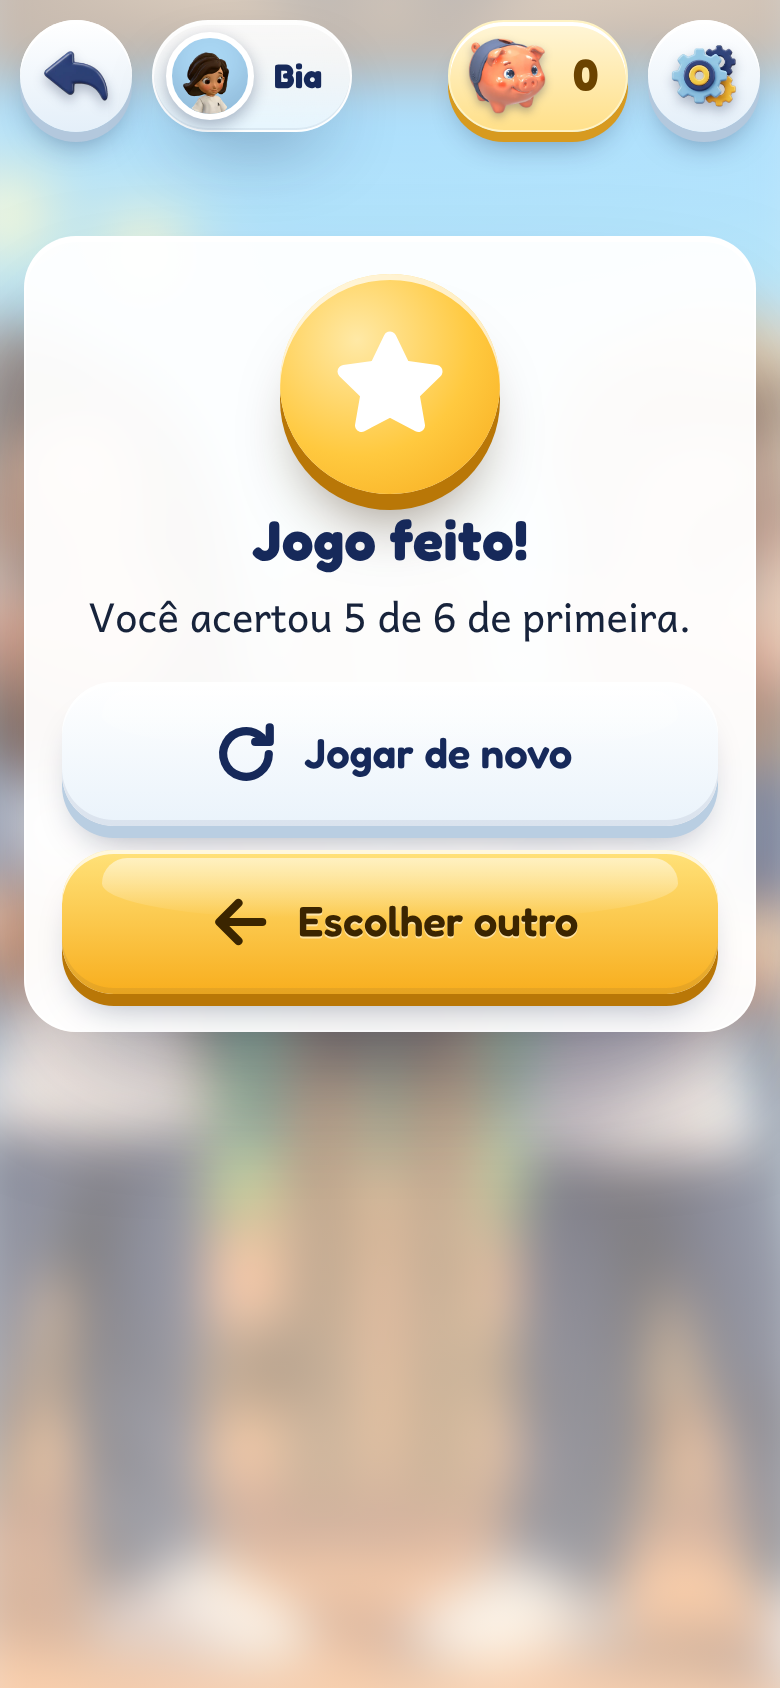 Bia
0
Jogo feito!
Você acertou 5 de 6 de primeira.
Jogar de novo
Escolher outro